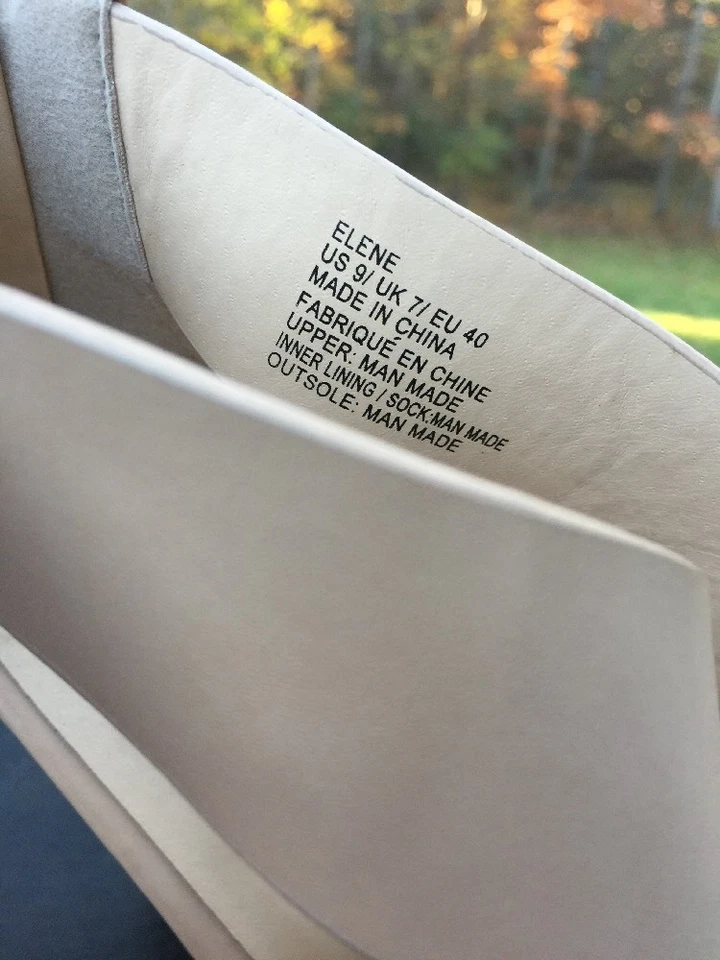 ELENE
US 9/ UK 7/ EU 40
MADE IN CHINA
FABRIQUÉ EN CHINE
UPPER: MAN MADE
INNER LINING / SOCK:MAN MADE
OUTSOLE: MAN MADE